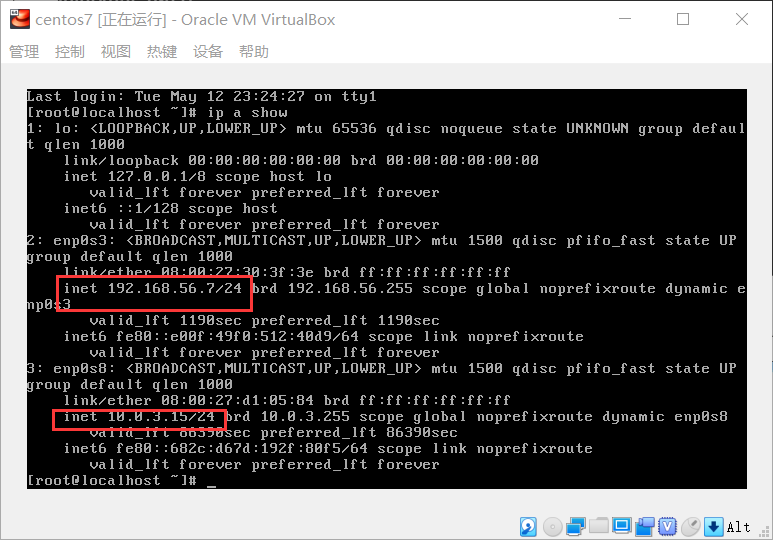 centos7 [正在运行] - Oracle VM VirtualBox
管理 控制 视图 热键 设备 帮助
Last login: Tue May 12 23:24:27 on tty1
[root@localhost ~]# ip a show
1: lo: <LOOPBACK,UP,LOWER_UP> mtu 65536 qdisc noqueue state UNKNOWN group defaul
t qlen 1000
    link/loopback 00:00:00:00:00:00 brd 00:00:00:00:00:00
    inet 127.0.0.1/8 scope host lo
       valid_lft forever preferred_lft forever
    inet6 ::1/128 scope host
       valid_lft forever preferred_lft forever
2: enp0s3: <BROADCAST,MULTICAST,UP,LOWER_UP> mtu 1500 qdisc pfifo_fast state UP
group default qlen 1000
    link/ether 08:00:27:30:3f:3e brd ff:ff:ff:ff:ff:ff
    inet 192.168.56.7/24 brd 192.168.56.255 scope global noprefixroute dynamic e
np0s3
       valid_lft 1190sec preferred_lft 1190sec
    inet6 fe80::e00f:49f0:512:40d9/64 scope link noprefixroute
       valid_lft forever preferred_lft forever
3: enp0s8: <BROADCAST,MULTICAST,UP,LOWER_UP> mtu 1500 qdisc pfifo_fast state UP
group default qlen 1000
    link/ether 08:00:27:d1:05:84 brd ff:ff:ff:ff:ff:ff
    inet 10.0.3.15/24 brd 10.0.3.255 scope global noprefixroute dynamic enp0s8
       valid_lft 86390sec preferred_lft 86390sec
    inet6 fe80::682c:d67d:192f:80f5/64 scope link noprefixroute
       valid_lft forever preferred_lft forever
[root@localhost ~]# _
Alt